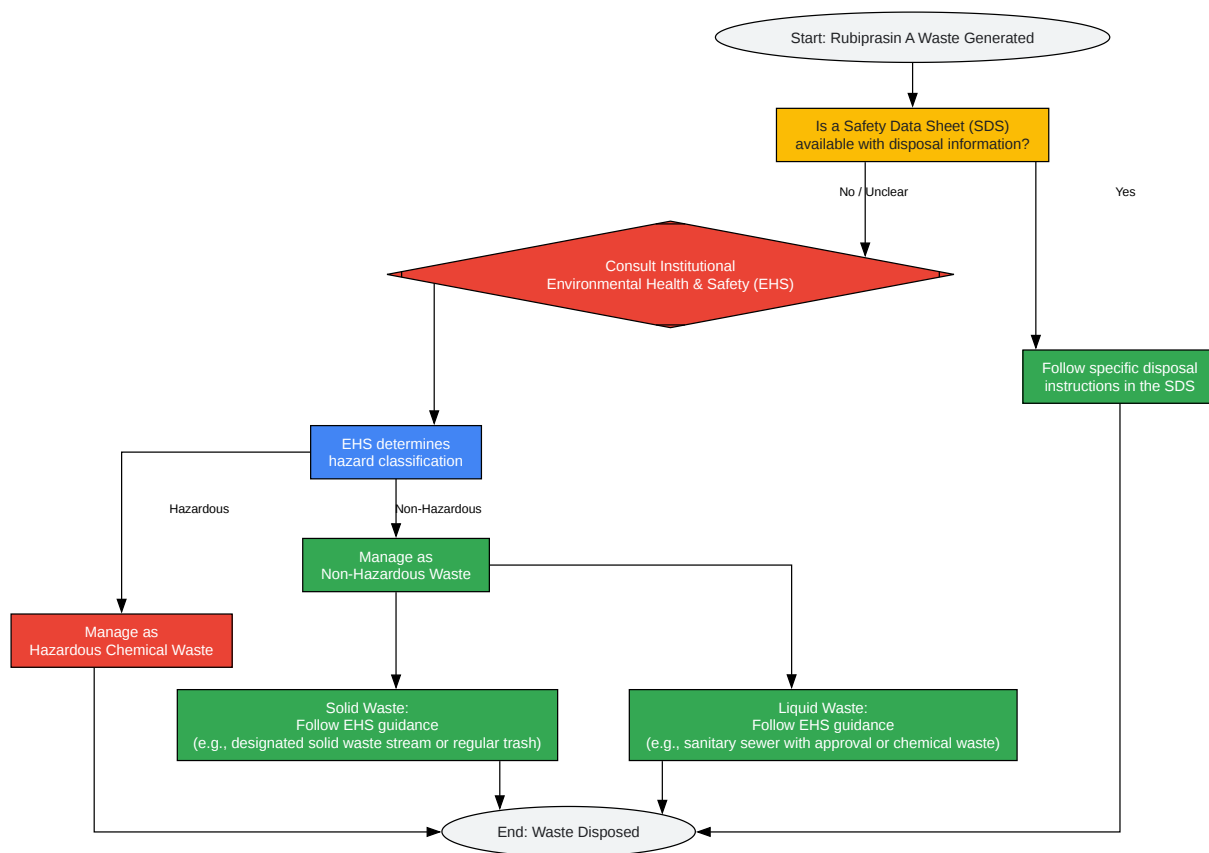 Start: Rubiprasin A Waste Generated
Is a Safety Data Sheet (SDS)
available with disposal information?
No / Unclear
Yes
Consult Institutional
Environmental Health & Safety (EHS)
Follow specific disposal
instructions in the SDS
EHS determines
hazard classification
Hazardous
Non-Hazardous
Manage as
Non-Hazardous Waste
Manage as
Hazardous Chemical Waste
Solid Waste:
Follow EHS guidance
(e.g., designated solid waste stream or regular trash)
Liquid Waste:
Follow EHS guidance
(e.g., sanitary sewer with approval or chemical waste)
End: Waste Disposed